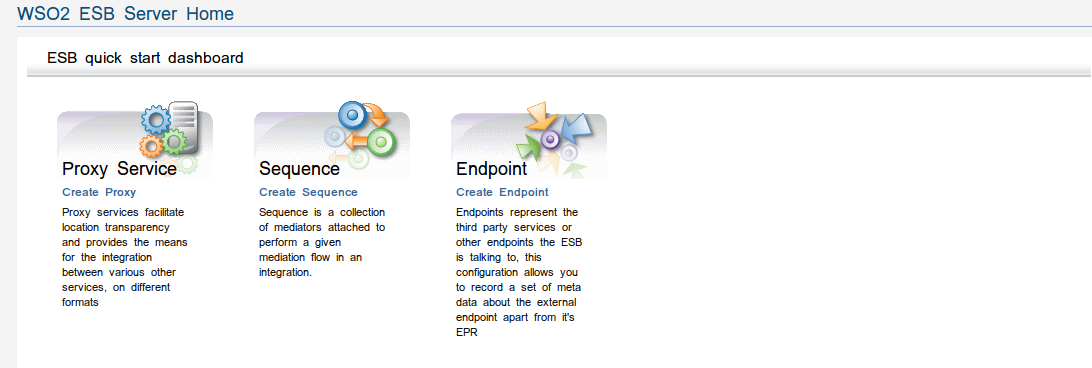 WSO2 ESB Server Home
ESB quick start dashboard
Proxy Service
Create Proxy
Proxy services facilitate
location transparency
and provides the means
for the integration
between various other
services, on different
formats
Sequence
Create Sequence
Sequence is a collection
of mediators attached to
perform a given
mediation flow in an
integration.
Endpoint
Create Endpoint
Endpoints represent the
third party services or
other endpoints the ESB
is talking to, this
configuration allows you
to record a set of meta
data about the external
endpoint apart from it's
EPR